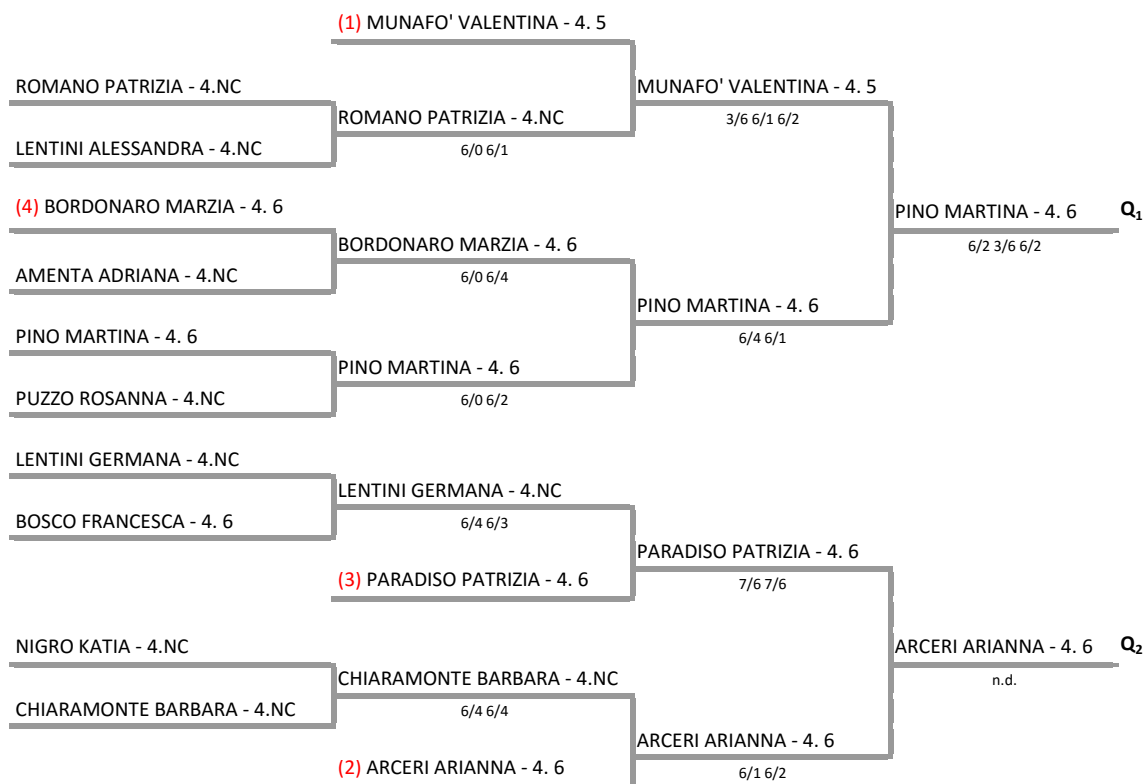 (1) MUNAFO' VALENTINA - 4. 5
ROMANO PATRIZIA - 4.NC
MUNAFO' VALENTINA - 4. 5
ROMANO PATRIZIA - 4.NC
3/6 6/1 6/2
LENTINI ALESSANDRA - 4.NC
6/0 6/1
(4) BORDONARO MARZIA - 4. 6
PINO MARTINA - 4. 6
Q1
BORDONARO MARZIA - 4. 6
6/2 3/6 6/2
AMENTA ADRIANA - 4.NC
6/0 6/4
PINO MARTINA - 4. 6
PINO MARTINA - 4. 6
6/4 6/1
PINO MARTINA - 4. 6
PUZZO ROSANNA - 4.NC
6/0 6/2
LENTINI GERMANA - 4.NC
LENTINI GERMANA - 4.NC
BOSCO FRANCESCA - 4. 6
6/4 6/3
PARADISO PATRIZIA - 4. 6
(3) PARADISO PATRIZIA - 4. 6
7/6 7/6
NIGRO KATIA - 4.NC
ARCERI ARIANNA - 4. 6
Q2
CHIARAMONTE BARBARA - 4.NC
n.d.
CHIARAMONTE BARBARA - 4.NC
6/4 6/4
ARCERI ARIANNA - 4. 6
(2) ARCERI ARIANNA - 4. 6
6/1 6/2